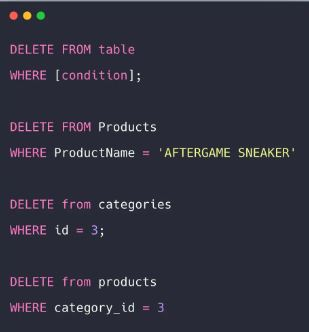 DELETE FROM table
WHERE [condition];
DELETE FROM Products
WHERE ProductName = 'AFTERGAME SNEAKER'
DELETE from categories
WHERE id = 3;
DELETE from products
WHERE category_id = 3